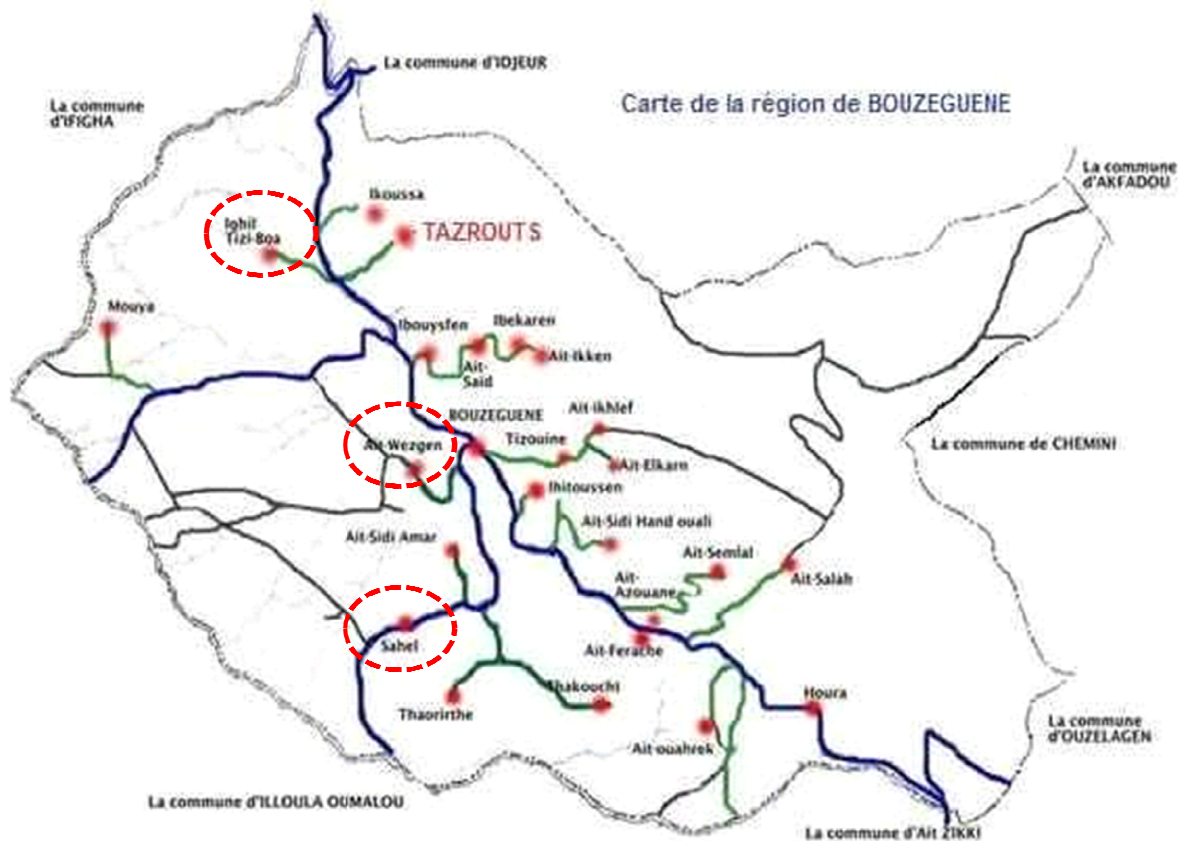 La commune d'IDJEUR
La commune
d'IFIGHA
Carte de la région de BOUZEGUENE
La commune
d'AKFADOU
Ikoussa
Ighil
Tizi-Boa
TAZROUTS
Mouya
Ibouysfen
Ibekaren
Ait-Ikken
Ait-
Said
BOUZEGUENE
Ait-Ikhlef
Tizouine
Ait-Wezgen
La commune de CHEMINI
Ait-Elkarn
Ihitoussen
Ait-Sidi Hand ouali
Ait-Sidi Amar
Ait-Semlal
Ait-
Azouane
Ait-Salah
Sahel
Ait-Ferache
Thakoucht
Houra
Thaorirthe
La commune
d'OUZELAGEN
Ait-ouahrek
La commune d'ILLOULA OUMALOU
La commune d'Ait ZIKKI